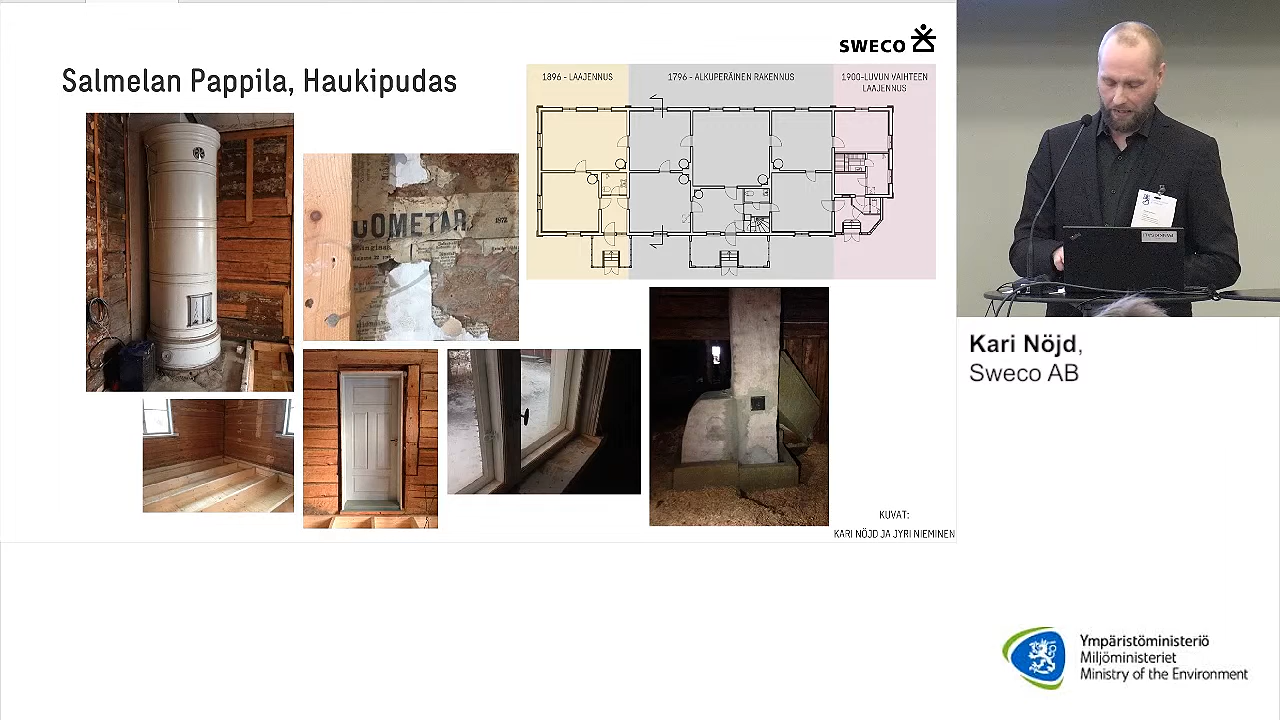 SWECO
Salmelan Pappila, Haukipudas
1896 - LAAJENNUS
1796 - ALKUPERÄINEN RAKENNUS
1900-LUVUN VAIHTEEN
LAAJENNUS
UOMETAR.
KUVAT:
KARI NÖJD JA JYRI NIEMINEN
Kari Nöjd,
Sweco AB
Ympäristöministeriö
Miljöministeriet
Ministry of the Environment